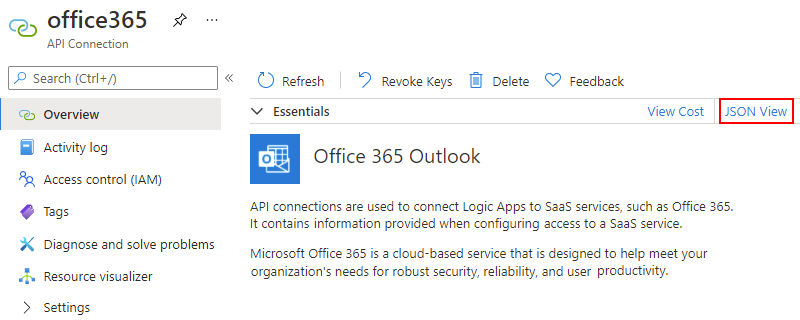 office365
...
API Connection
Search (Ctrl+/)
«
Refresh
Revoke Keys
Delete
Feedback
Overview
Activity log
Access control (IAM)
Tags
Diagnose and solve problems
Resource visualizer
Settings
Essentials
View Cost
JSON View
Office 365 Outlook
API connections are used to connect Logic Apps to SaaS services, such as Office 365.
It contains information provided when configuring access to a SaaS service.
Microsoft Office 365 is a cloud-based service that is designed to help meet your
organization's needs for robust security, reliability, and user productivity.